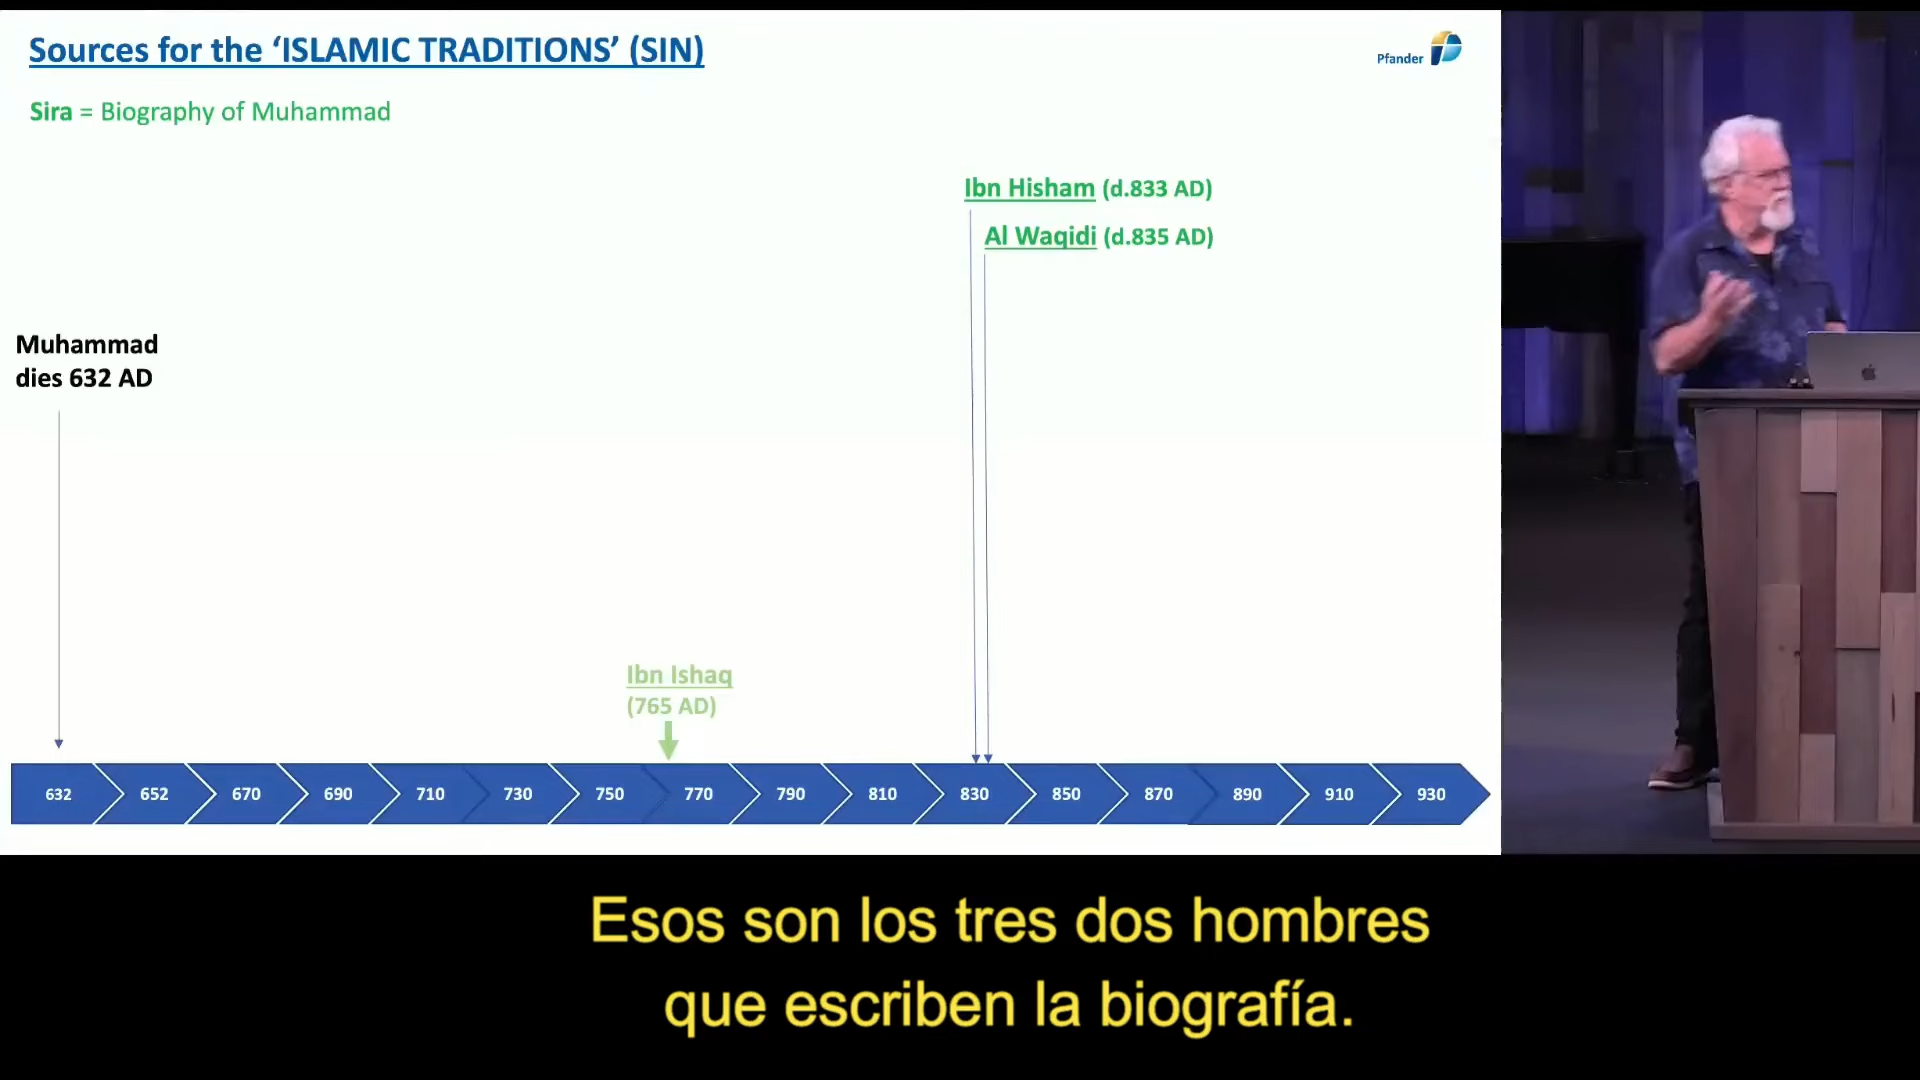 Sources for the ‘ISLAMIC TRADITIONS’ (SIN)
Pfander
Sira = Biography of Muhammad
Ibn Hisham (d.833 AD)
Al Waqidi (d.835 AD)
Muhammad
dies 632 AD
Ibn Ishaq
(765 AD)
632 652 670 690 710 730 750 770 790 810 830 850 870 890 910 930
Esos son los tres dos hombres
que escriben la biografía.